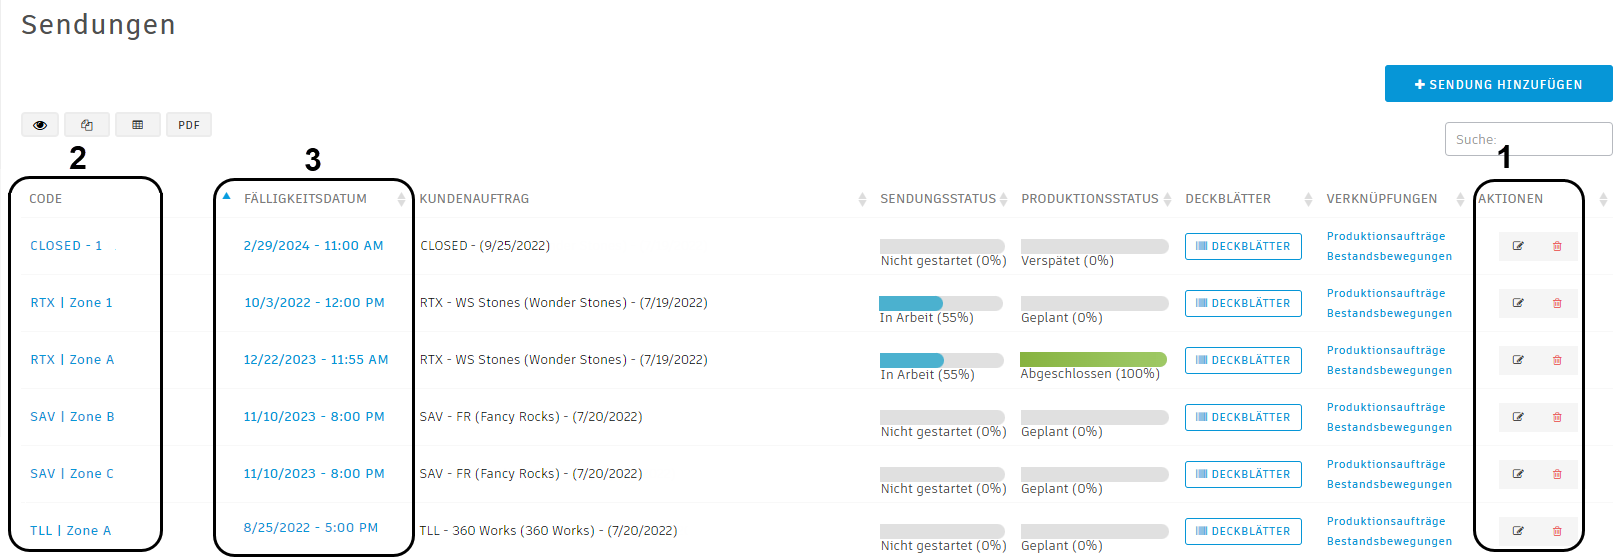 Sendungen
SENDUNG HINZUFÜGEN
PDF
Suche:
2
3
1
CODE FÄLLIGKEITSDATUM KUNDENAUFTRAG SENDUNGSSTATUS PRODUKTIONSSTATUS DECKBLÄTTER VERKNÜPFUNGEN AKTIONEN
CLOSED - 1 2/29/2024 - 11:00 AM CLOSED - (9/25/2022) Nicht gestartet (0%) Verspätet (0%) DECKBLÄTTER Produktionsaufträge
Bestandsbewegungen
RTX | Zone 1 10/3/2022 - 12:00 PM RTX - WS Stones (Wonder Stones) - (7/19/2022) In Arbeit (55%) Geplant (0%) DECKBLÄTTER Produktionsaufträge
Bestandsbewegungen
RTX | Zone A 12/22/2023 - 11:55 AM RTX - WS Stones (Wonder Stones) - (7/19/2022) In Arbeit (55%) Abgeschlossen (100%) DECKBLÄTTER Produktionsaufträge
Bestandsbewegungen
SAV | Zone B 11/10/2023 - 8:00 PM SAV - FR (Fancy Rocks) - (7/20/2022) Nicht gestartet (0%) Geplant (0%) DECKBLÄTTER Produktionsaufträge
Bestandsbewegungen
SAV | Zone C 11/10/2023 - 8:00 PM SAV - FR (Fancy Rocks) - (7/20/2022) Nicht gestartet (0%) Geplant (0%) DECKBLÄTTER Produktionsaufträge
Bestandsbewegungen
TLL | Zone A 8/25/2022 - 5:00 PM TLL - 360 Works (360 Works) - (7/20/2022) Nicht gestartet (0%) Geplant (0%) DECKBLÄTTER Produktionsaufträge
Bestandsbewegungen